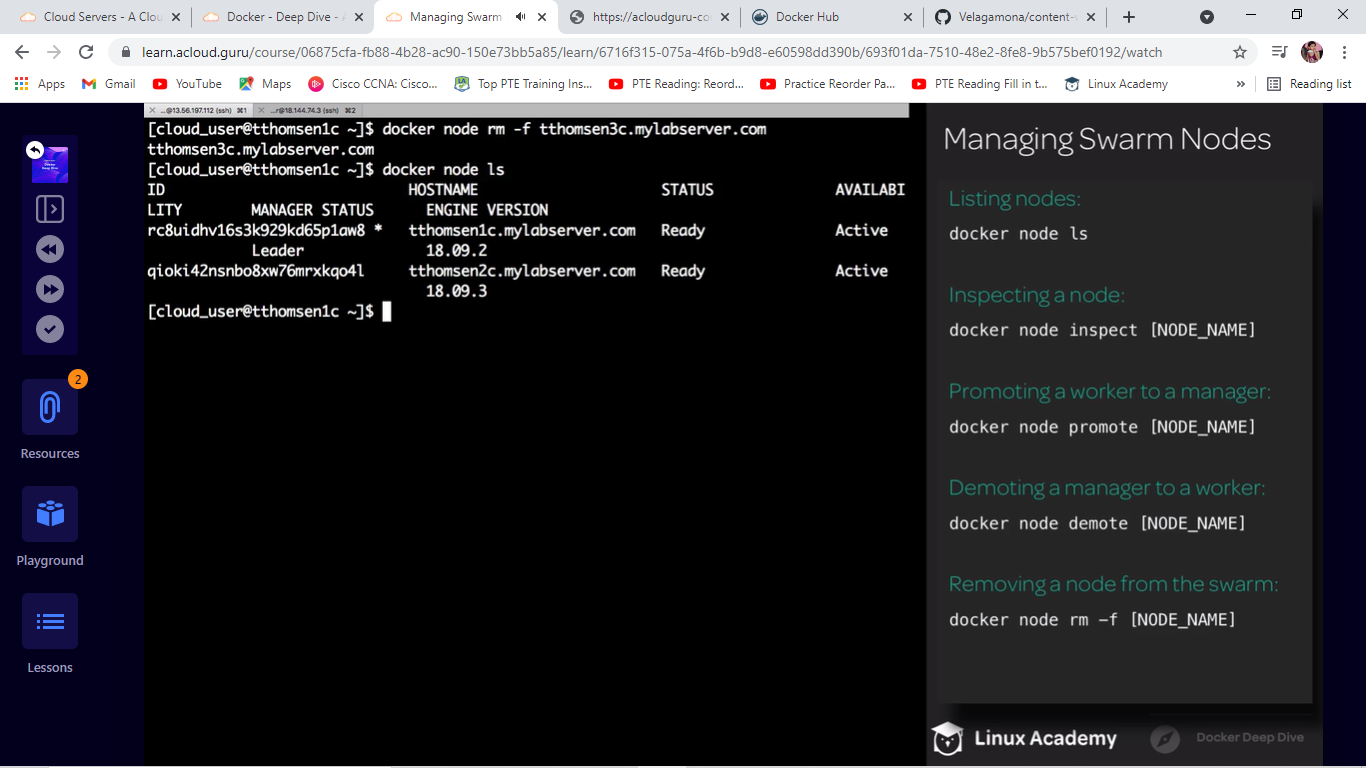 Cloud Servers - A Clou
Docker - Deep Dive - A
Managing Swarm
https://acloudguru-co
Docker Hub
Velagamona/content-
learn.acloud.guru/course/06875cfa-fb88-4b28-ac90-150e73bb5a85/learn/6716f315-075a-4f6b-b9d8-e60598dd390b/693f01da-7510-48e2-8fe8-9b575bef0192/watch
Apps
Gmail
YouTube
Maps
Cisco CCNA: Cisco...
Top PTE Training Ins...
PTE Reading: Reord...
Practice Reorder Pa...
PTE Reading Fill in t...
Linux Academy
»
Reading list
...@13.56.197.112 (ssh) ⌘1
...r@18.144.74.3 (ssh) ⌘2
[cloud_user@tthomsen1c ~]$ docker node rm -f tthomsen3c.mylabserver.com
tthomsen3c.mylabserver.com
[cloud_user@tthomsen1c ~]$ docker node ls
ID HOSTNAME STATUS AVAILABI
LITY MANAGER STATUS ENGINE VERSION
rc8uidhv16s3k929kd65p1aw8 * tthomsen1c.mylabserver.com Ready Active
Leader 18.09.2
qioki42nsnbo8xw76mrxkqo4l tthomsen2c.mylabserver.com Ready Active
18.09.3
[cloud_user@tthomsen1c ~]$
Docker
Deep Dive
2
Resources
Playground
Lessons
Managing Swarm Nodes
Listing nodes:
docker node ls
Inspecting a node:
docker node inspect [NODE_NAME]
Promoting a worker to a manager:
docker node promote [NODE_NAME]
Demoting a manager to a worker:
docker node demote [NODE_NAME]
Removing a node from the swarm:
docker node rm -f [NODE_NAME]
Linux Academy
Docker Deep Dive